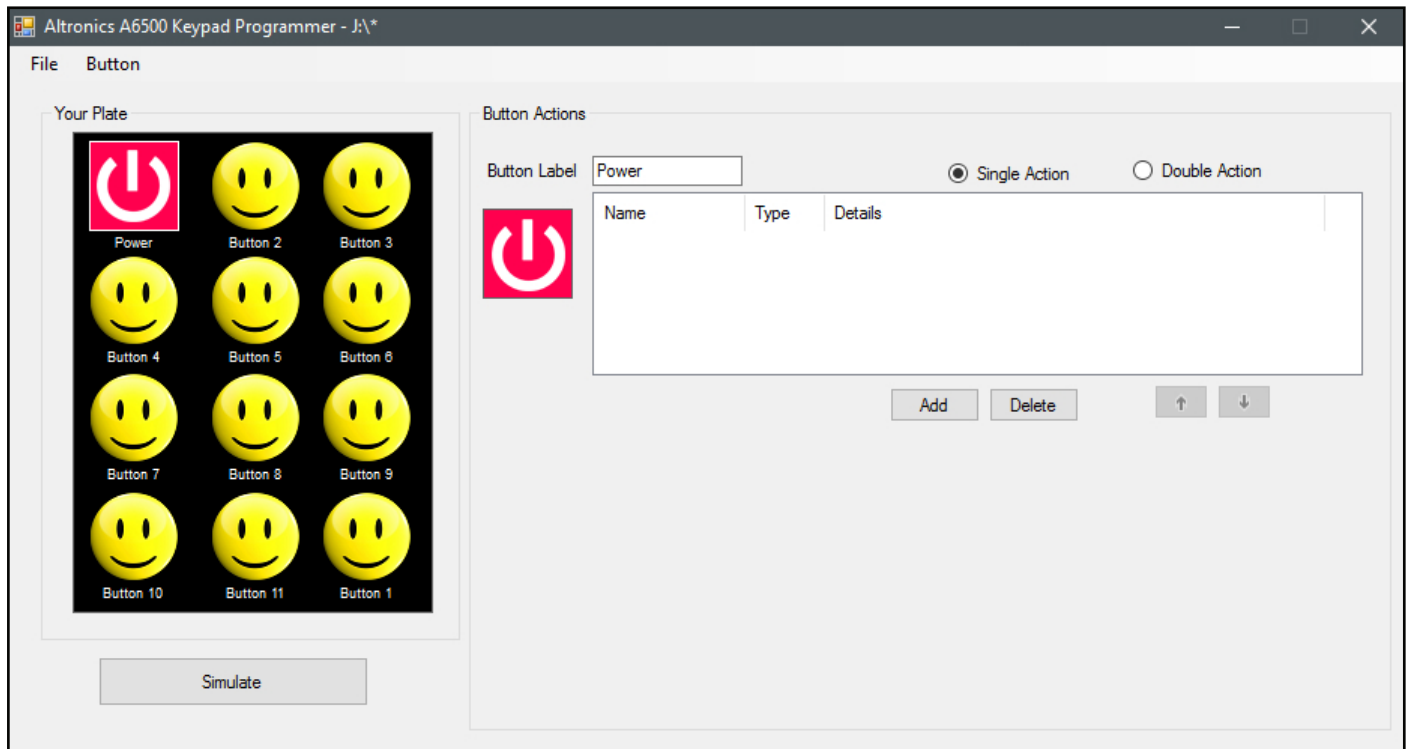 Altronics A6500 Keypad Programmer - J:\*
File Button
Your Plate
Power Button 2 Button 3
Button 4 Button 5 Button 6
Button 7 Button 8 Button 9
Button 10 Button 11 Button 1
Simulate
Button Actions
Button Label Power Single Action Double Action
Name Type Details
Add Delete